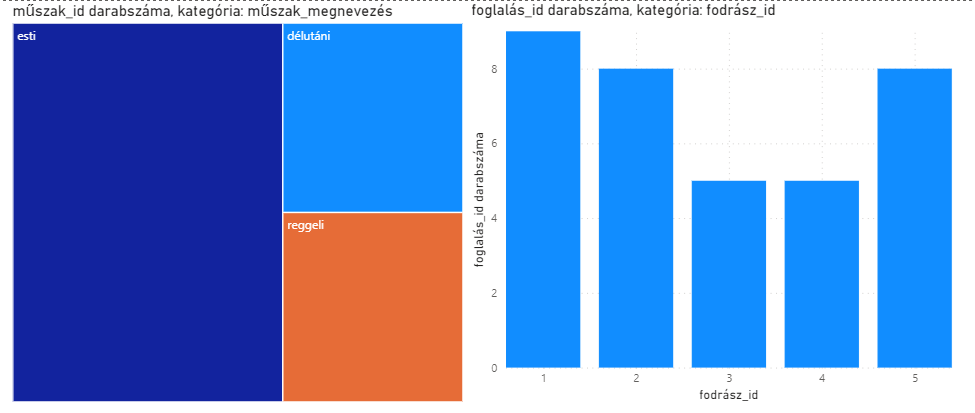 műszak_id darabszáma, kategória: műszak_megnevezés
esti
délutáni
reggeli
foglalás_id darabszáma, kategória: fodrász_id
foglalás_id darabszáma
8
6
4
2
0
1 2 3 4 5
fodrász_id